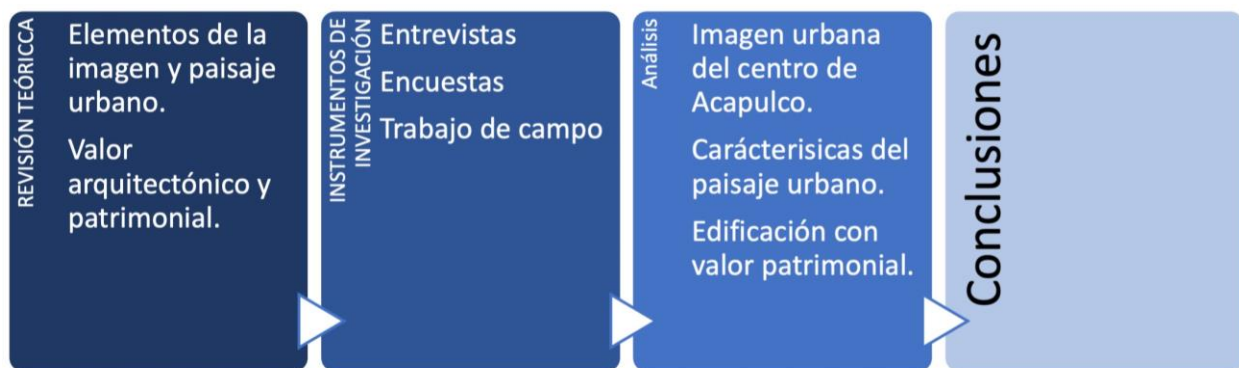 REVISIÓN TEÓRICCA
Elementos de la
imagen y paisaje
urbano.
Valor
arquitectónico y
patrimonial.
INSTRUMENTOS DE
INVESTIGACIÓN
Entrevistas
Encuestas
Trabajo de campo
Análisis
Imagen urbana
del centro de
Acapulco.
Carácterisicas del
paisaje urbano.
Edificación con
valor patrimonial.
Conclusiones